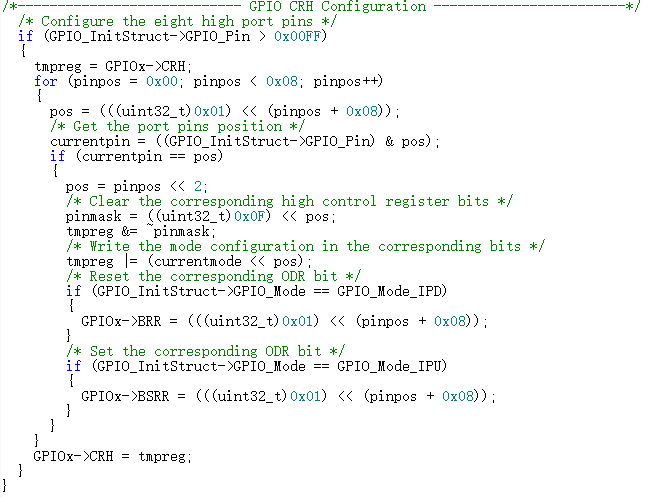 /*---------------------------- GPIO CRH Configuration ------------------------*/
  /* Configure the eight high port pins */
  if (GPIO_InitStruct->GPIO_Pin > 0x00FF)
  {
    tmpreg = GPIOx->CRH;
    for (pinpos = 0x00; pinpos < 0x08; pinpos++)
    {
      pos = (((uint32_t)0x01) << (pinpos + 0x08));
      /* Get the port pins position */
      currentpin = ((GPIO_InitStruct->GPIO_Pin) & pos);
      if (currentpin == pos)
      {
        pos = pinpos << 2;
        /* Clear the corresponding high control register bits */
        pinmask = ((uint32_t)0x0F) << pos;
        tmpreg &= ~pinmask;
        /* Write the mode configuration in the corresponding bits */
        tmpreg |= (currentmode << pos);
        /* Reset the corresponding ODR bit */
        if (GPIO_InitStruct->GPIO_Mode == GPIO_Mode_IPD)
        {
          GPIOx->BRR = (((uint32_t)0x01) << (pinpos + 0x08));
        }
        /* Set the corresponding ODR bit */
        if (GPIO_InitStruct->GPIO_Mode == GPIO_Mode_IPU)
        {
          GPIOx->BSRR = (((uint32_t)0x01) << (pinpos + 0x08));
        }
      }
    }
    GPIOx->CRH = tmpreg;
  }
}